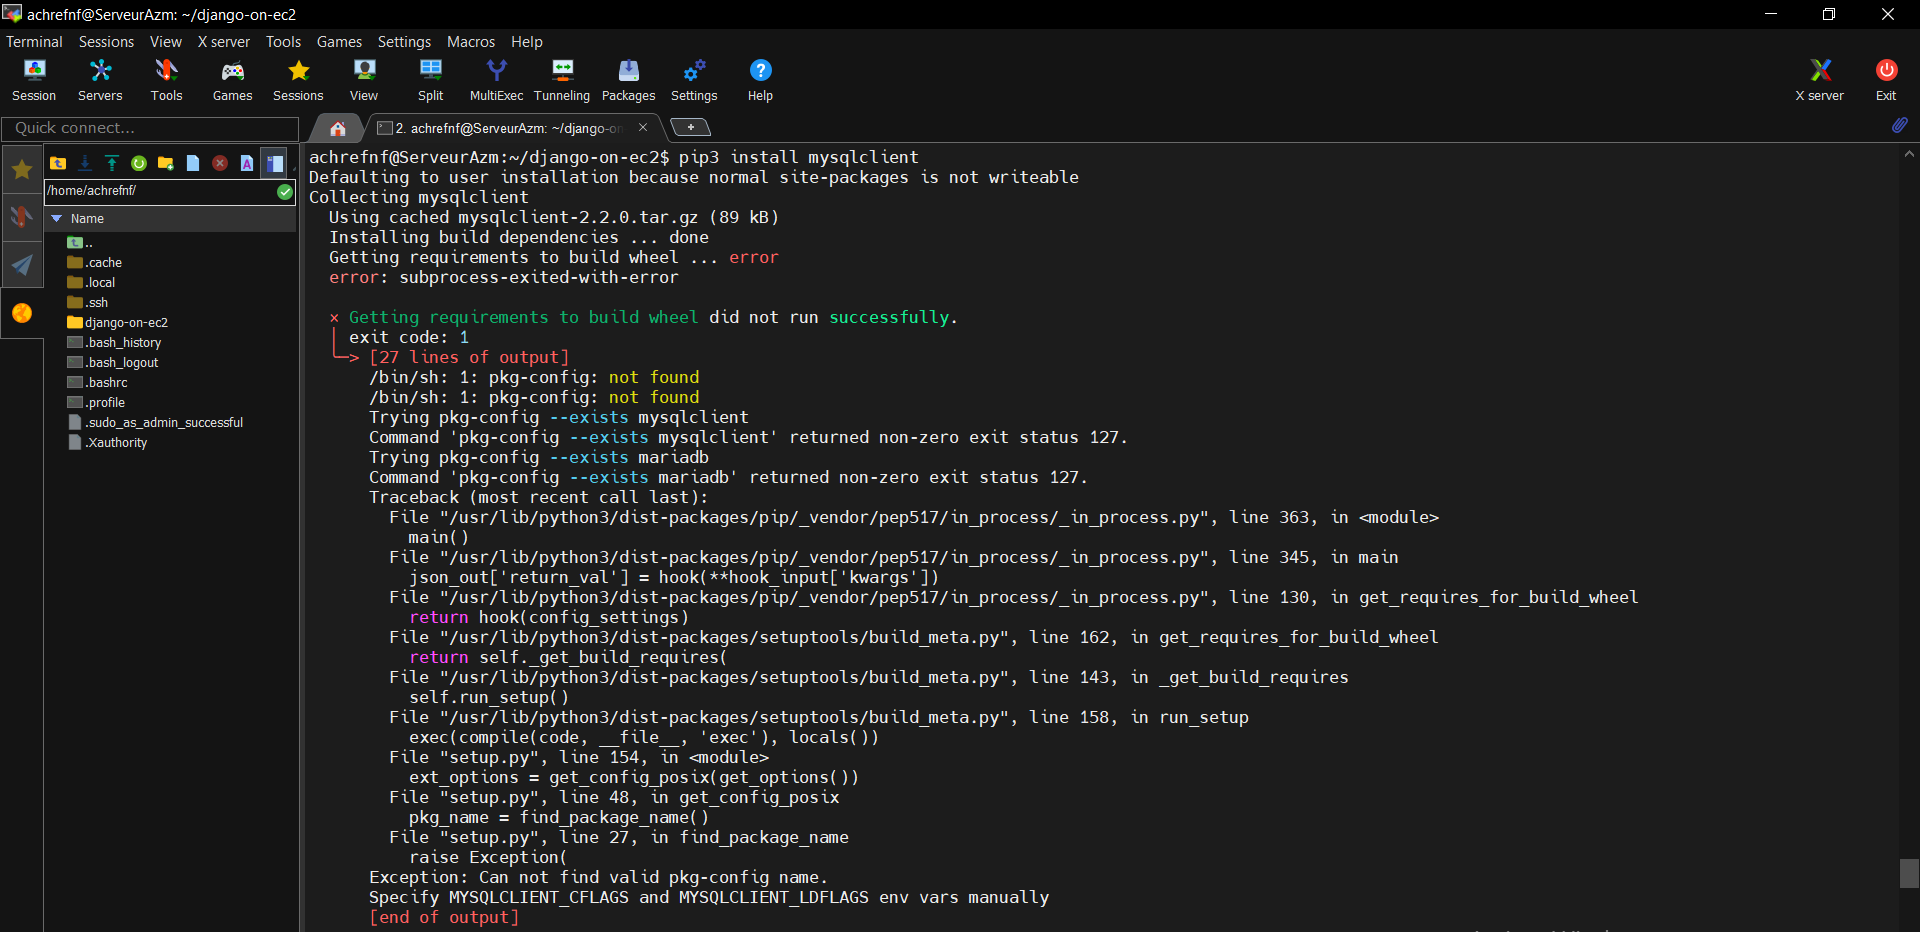 achrefnf@ServeurAzm: ~/django-on-ec2
Terminal Sessions View X server Tools Games Settings Macros Help
Session Servers Tools Games Sessions View Split MultiExec Tunneling Packages Settings Help X server Exit
Quick connect...
2. achrefnf@ServeurAzm: ~/django-on
/home/achrefnf/
Name
..
.cache
.local
.ssh
django-on-ec2
.bash_history
.bash_logout
.bashrc
.profile
.sudo_as_admin_successful
.Xauthority
achrefnf@ServeurAzm:~/django-on-ec2$ pip3 install mysqlclient
Defaulting to user installation because normal site-packages is not writeable
Collecting mysqlclient
Using cached mysqlclient-2.2.0.tar.gz (89 kB)
Installing build dependencies ... done
Getting requirements to build wheel ... error
error: subprocess-exited-with-error
× Getting requirements to build wheel did not run successfully.
│ exit code: 1
╰─> [27 lines of output]
/bin/sh: 1: pkg-config: not found
/bin/sh: 1: pkg-config: not found
Trying pkg-config --exists mysqlclient
Command 'pkg-config --exists mysqlclient' returned non-zero exit status 127.
Trying pkg-config --exists mariadb
Command 'pkg-config --exists mariadb' returned non-zero exit status 127.
Traceback (most recent call last):
File "/usr/lib/python3/dist-packages/pip/_vendor/pep517/in_process/_in_process.py", line 363, in <module>
main()
File "/usr/lib/python3/dist-packages/pip/_vendor/pep517/in_process/_in_process.py", line 345, in main
json_out['return_val'] = hook(**hook_input['kwargs'])
File "/usr/lib/python3/dist-packages/pip/_vendor/pep517/in_process/_in_process.py", line 130, in get_requires_for_build_wheel
return hook(config_settings)
File "/usr/lib/python3/dist-packages/setuptools/build_meta.py", line 162, in get_requires_for_build_wheel
return self._get_build_requires(
File "/usr/lib/python3/dist-packages/setuptools/build_meta.py", line 143, in _get_build_requires
self.run_setup()
File "/usr/lib/python3/dist-packages/setuptools/build_meta.py", line 158, in run_setup
exec(compile(code, __file__, 'exec'), locals())
File "setup.py", line 154, in <module>
ext_options = get_config_posix(get_options())
File "setup.py", line 48, in get_config_posix
pkg_name = find_package_name()
File "setup.py", line 27, in find_package_name
raise Exception(
Exception: Can not find valid pkg-config name.
Specify MYSQLCLIENT_CFLAGS and MYSQLCLIENT_LDFLAGS env vars manually
[end of output]